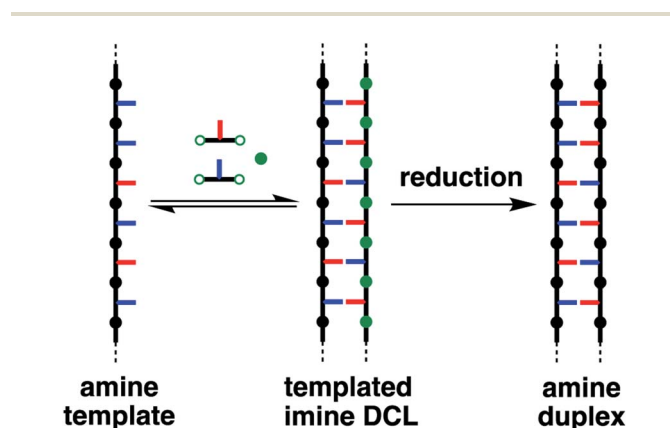 reduction
amine
template
templated
imine DCL
amine
duplex